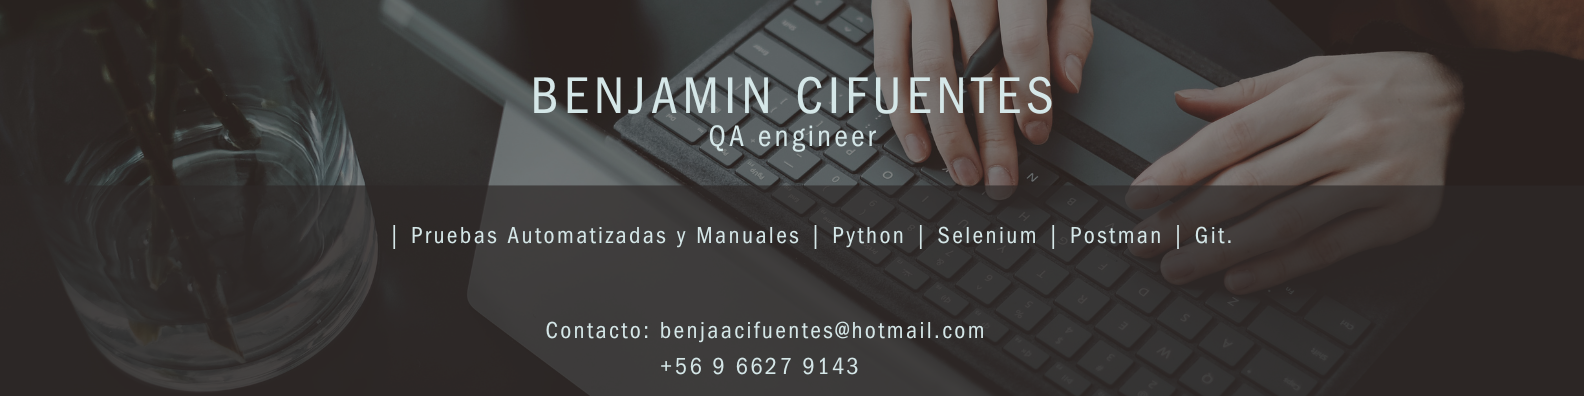 BENJAMIN CIFUENTES
QA engineer
| Pruebas Automatizadas y Manuales | Python | Selenium | Postman | Git.
Contacto: benjaacifuentes@hotmail.com
+56 9 6627 9143